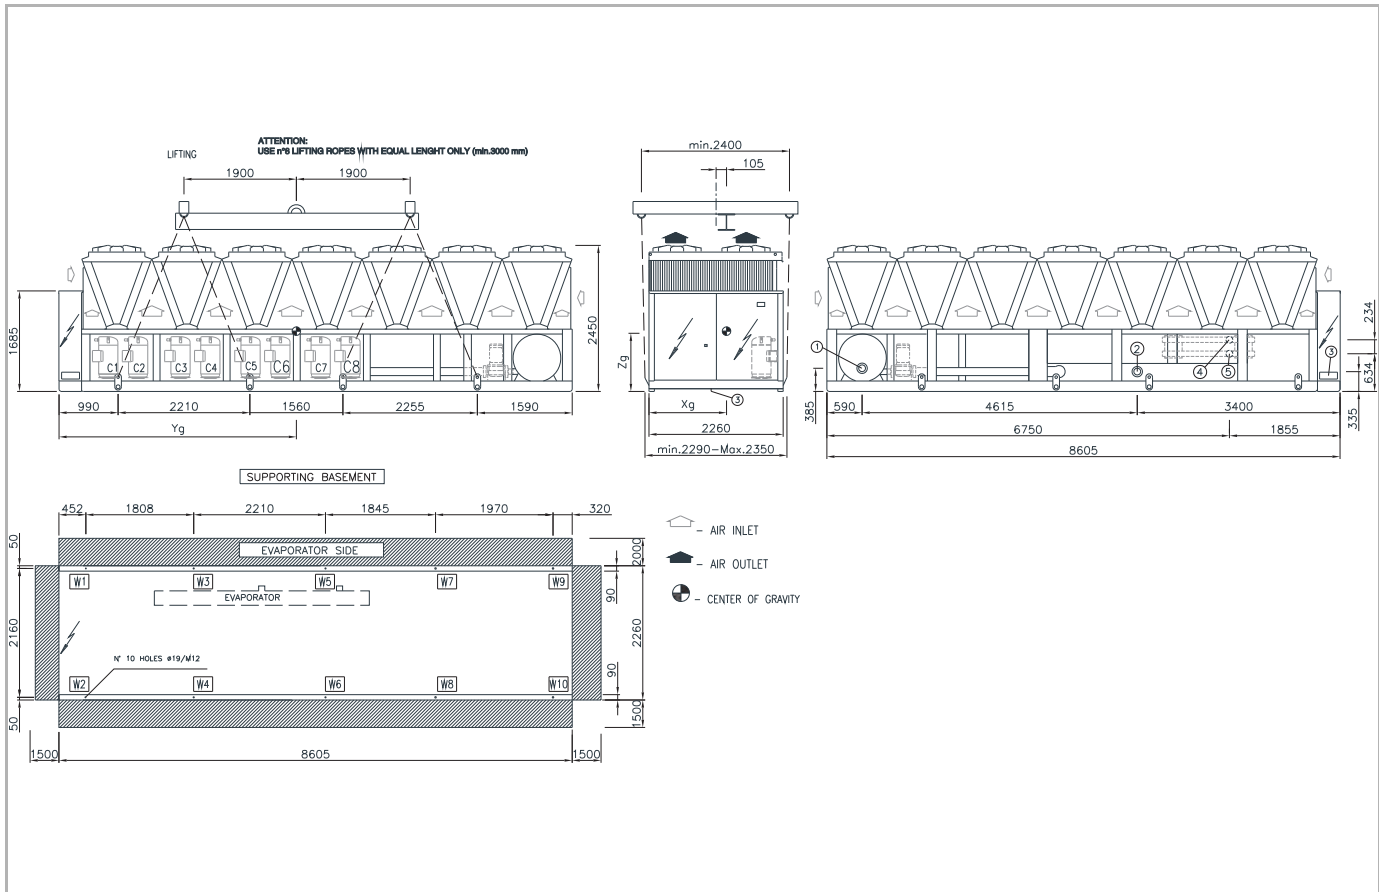 ATTENTION:
USE n°8 LIFTING ROPES WITH EQUAL LENGHT ONLY (min.3000 mm)
LIFTING
1900
1900
1685
2450
C1
C2
C3
C4
C5
C6
C7
C8
990
2210
1560
2255
1590
Yg
min.2400
105
Zg
Xg
3
2260
min.2290-Max.2350
1
2
4
5
3
234
634
335
385
590
4615
3400
6750
1855
8605
SUPPORTING BASEMENT
452
1808
2210
1845
1970
320
50
EVAPORATOR SIDE
2000
W1
W3
W5
W7
W9
EVAPORATOR
90
2160
2260
N° 10 HOLES ø19/M12
90
W2
W4
W6
W8
W10
50
1500
1500
8605
1500
- AIR INLET
- AIR OUTLET
- CENTER OF GRAVITY